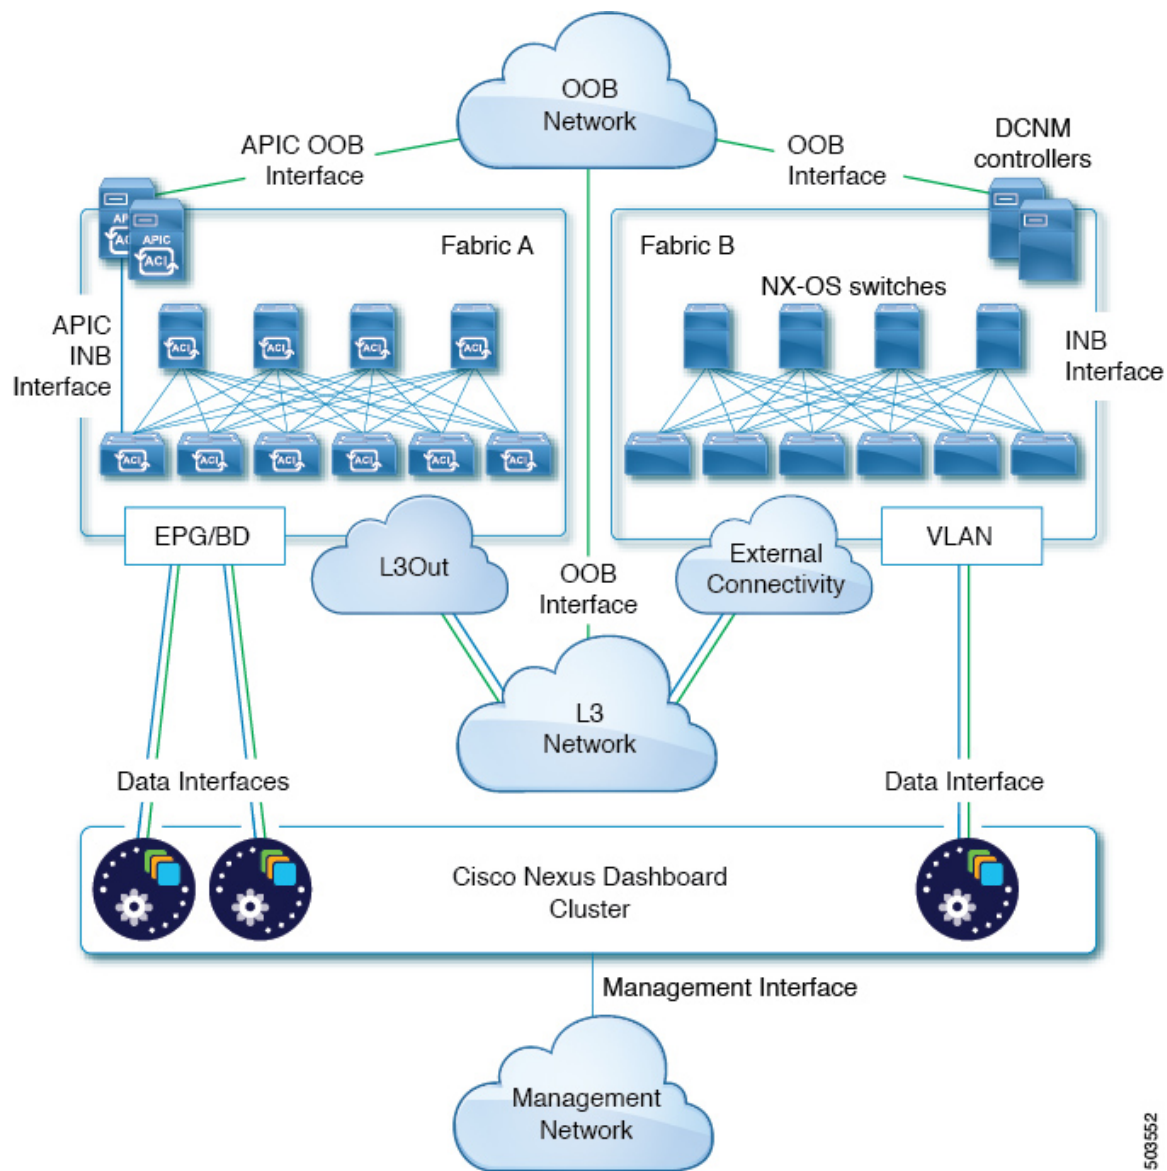 OOB
Network
APIC OOB
Interface
OOB
Interface
DCNM
controllers
AP
ACI
APIC
ACI
Fabric A
Fabric B
NX-OS switches
APIC
INB
Interface
ACI
ACI
ACI
ACI
INB
Interface
ACI
ACI
ACI
ACI
ACI
ACI
EPG/BD
L3Out
OOB
Interface
External
Connectivity
VLAN
L3
Network
Data Interfaces
Data Interface
Cisco Nexus Dashboard
Cluster
Management Interface
Management
Network
503552